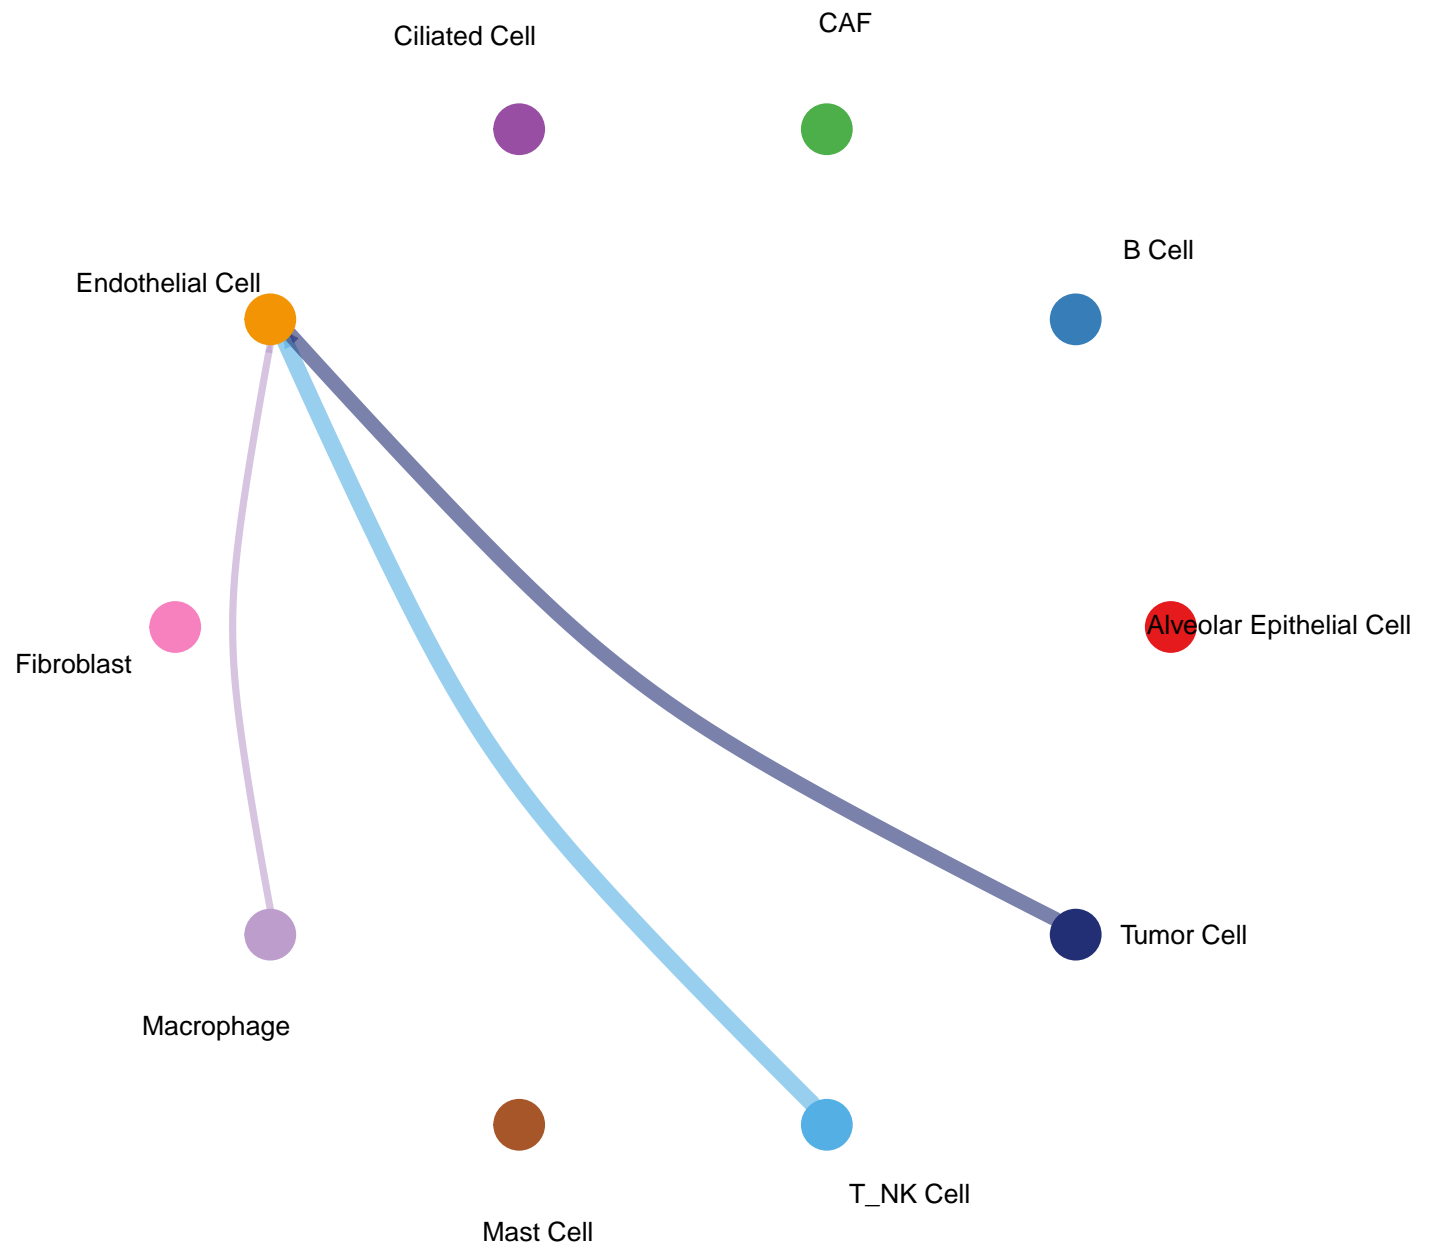 CAF
Ciliated Cell
B Cell
Endothelial Cell
Alveolar Epithelial Cell
Fibroblast
Tumor Cell
Macrophage
T_NK Cell
Mast Cell